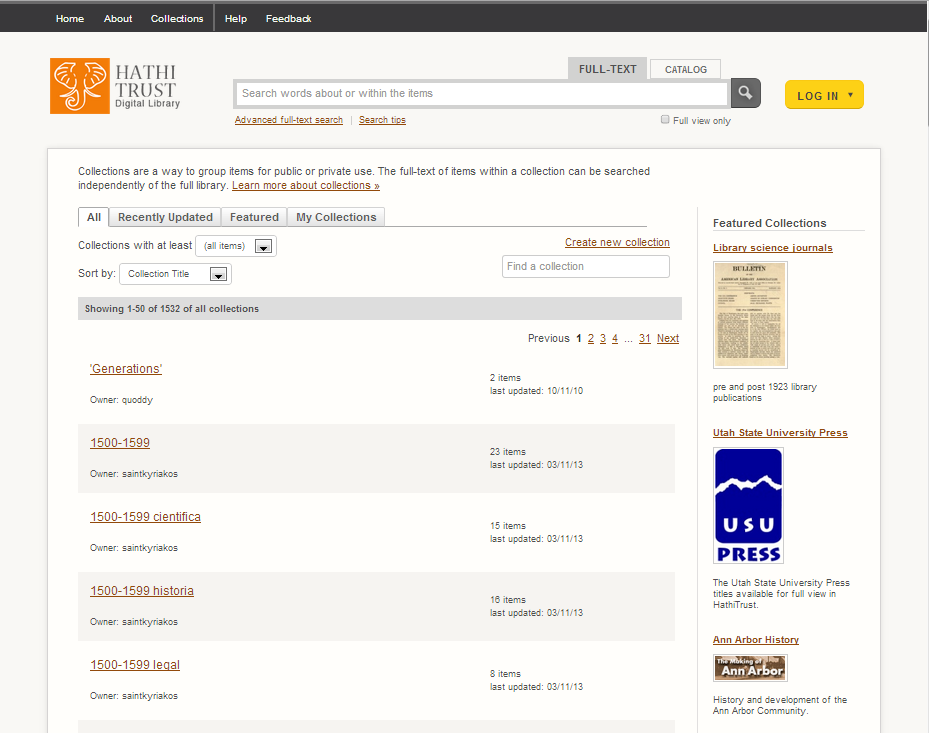 Home About Collections Help Feedback
HATHI
TRUST
Digital Library
FULL-TEXT CATALOG
Search words about or within the items
LOG IN ▼
Advanced full-text search | Search tips
Full view only
Collections are a way to group items for public or private use. The full-text of items within a collection can be searched
independently of the full library. Learn more about collections »
All Recently Updated Featured My Collections
Collections with at least (all items)
Create new collection
Sort by: Collection Title
Find a collection
Showing 1-50 of 1532 of all collections
Previous 1 2 3 4 ... 31 Next
'Generations'
2 items
last updated: 10/11/10
Owner: quoddy
1500-1599
23 items
last updated: 03/11/13
Owner: saintkyriakos
1500-1599 cientifica
15 items
last updated: 03/11/13
Owner: saintkyriakos
1500-1599 historia
16 items
last updated: 03/11/13
Owner: saintkyriakos
1500-1599 legal
8 items
last updated: 03/11/13
Owner: saintkyriakos
Featured Collections
Library science journals
BULLETIN
AMERICAN LIBRARY ASSOCIATION
pre and post 1923 library
publications
Utah State University Press
USU
PRESS
The Utah State University Press
titles available for full view in
HathiTrust.
Ann Arbor History
The Making of
Ann Arbor
History and development of the
Ann Arbor Community.